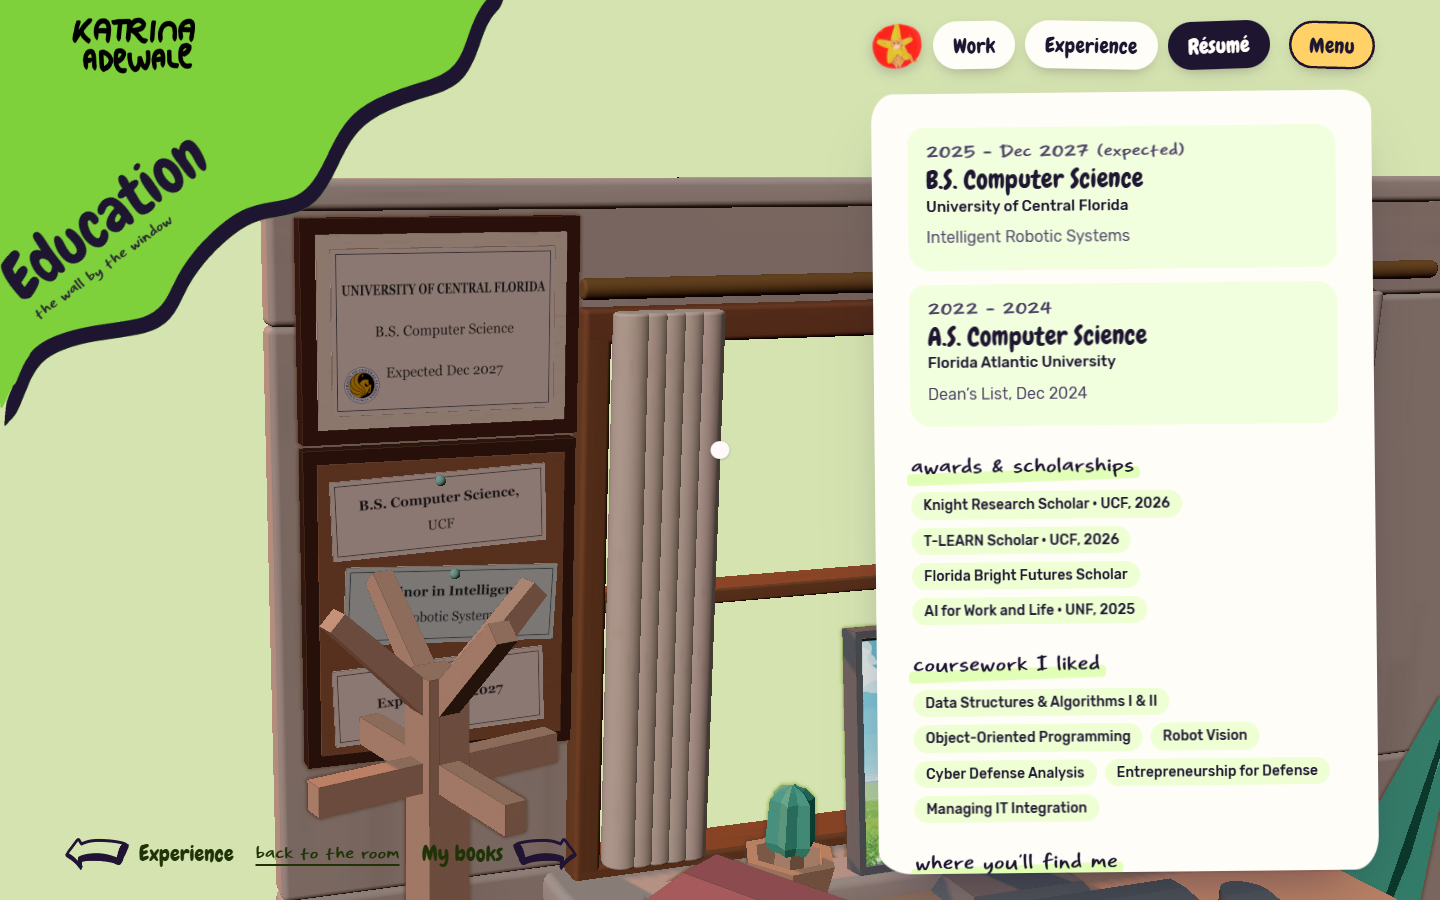 KATRINA
ADEWALE
Work
Experience
Résumé
Menu
Education
the wall by the window
UNIVERSITY OF CENTRAL FLORIDA
B.S. Computer Science
Expected Dec 2027
B.S. Computer Science,
UCF
2027
2025 – Dec 2027 (expected)
B.S. Computer Science
University of Central Florida
Intelligent Robotic Systems
2022 – 2024
A.S. Computer Science
Florida Atlantic University
Dean's List, Dec 2024
awards & scholarships
Knight Research Scholar • UCF, 2026
T-LEARN Scholar • UCF, 2026
Florida Bright Futures Scholar
AI for Work and Life • UNF, 2025
coursework I liked
Data Structures & Algorithms I & II
Object-Oriented Programming
Robot Vision
Cyber Defense Analysis
Entrepreneurship for Defense
Managing IT Integration
where you'll find me
Experience
back to the room
My books